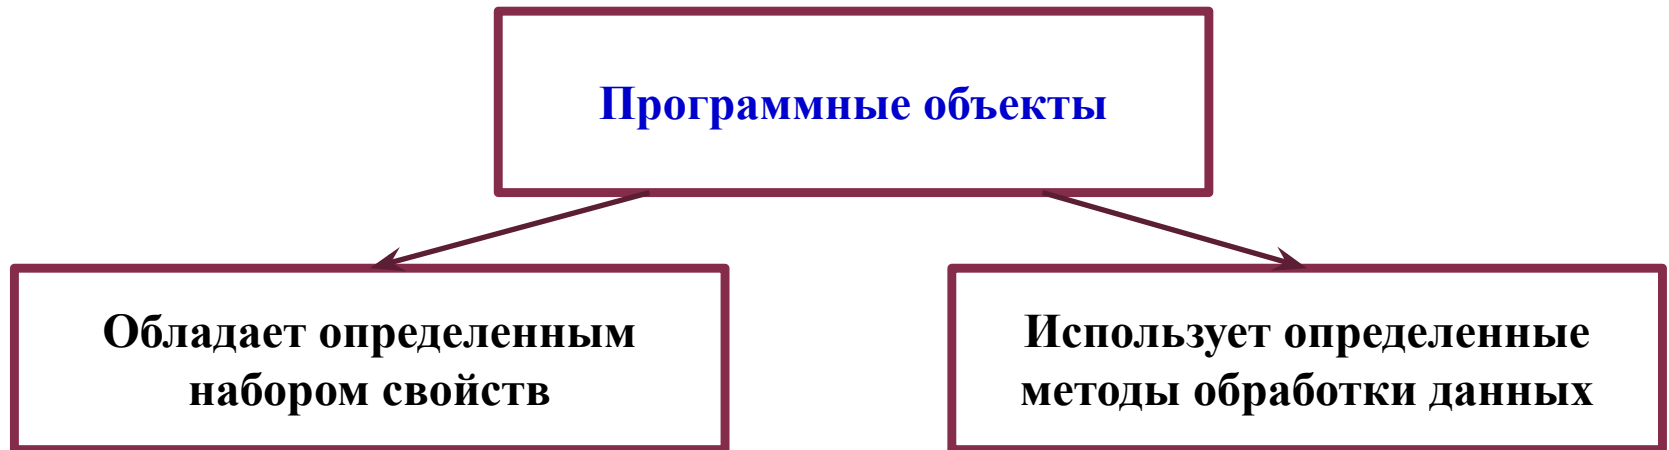 Программные объекты
Обладает определенным
набором свойств
Использует определенные
методы обработки данных